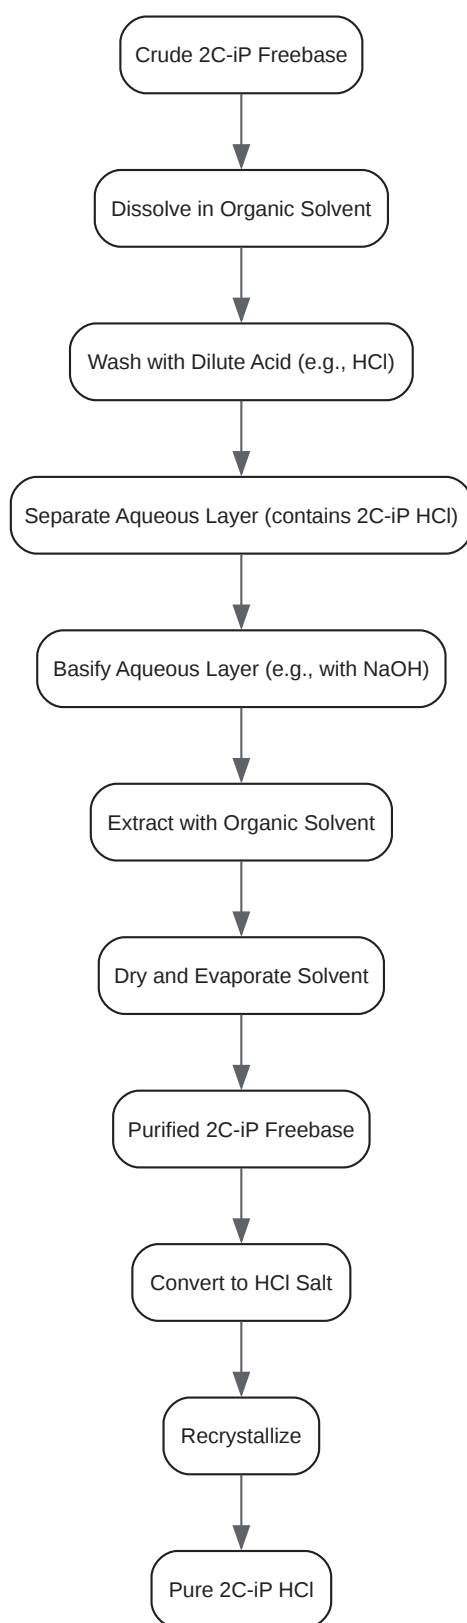 Crude 2C-iP Freebase
Dissolve in Organic Solvent
Wash with Dilute Acid (e.g., HCl)
Separate Aqueous Layer (contains 2C-iP HCl)
Basify Aqueous Layer (e.g., with NaOH)
Extract with Organic Solvent
Dry and Evaporate Solvent
Purified 2C-iP Freebase
Convert to HCl Salt
Recrystallize
Pure 2C-iP HCl